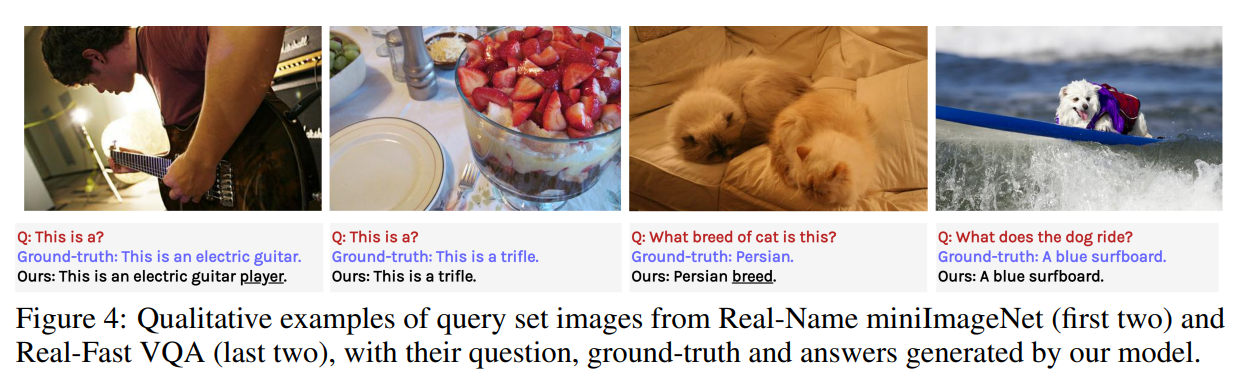 Q: This is a?
Ground-truth: This is an electric guitar.
Ours: This is an electric guitar player.
Q: This is a?
Ground-truth: This is a trifle.
Ours: This is a trifle.
Q: What breed of cat is this?
Ground-truth: Persian.
Ours: Persian breed.
Q: What does the dog ride?
Ground-truth: A blue surfboard.
Ours: A blue surfboard.
Figure 4: Qualitative examples of query set images from Real-Name miniImageNet (first two) and
Real-Fast VQA (last two), with their question, ground-truth and answers generated by our model.